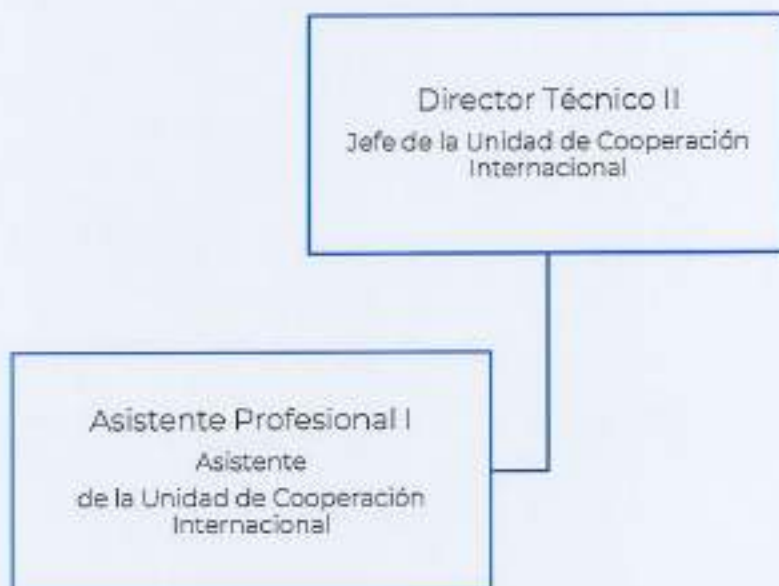 Director Técnico II
Jefe de la Unidad de Cooperación
Internacional
Asistente Profesional I
Asistente
de la Unidad de Cooperación
Internacional